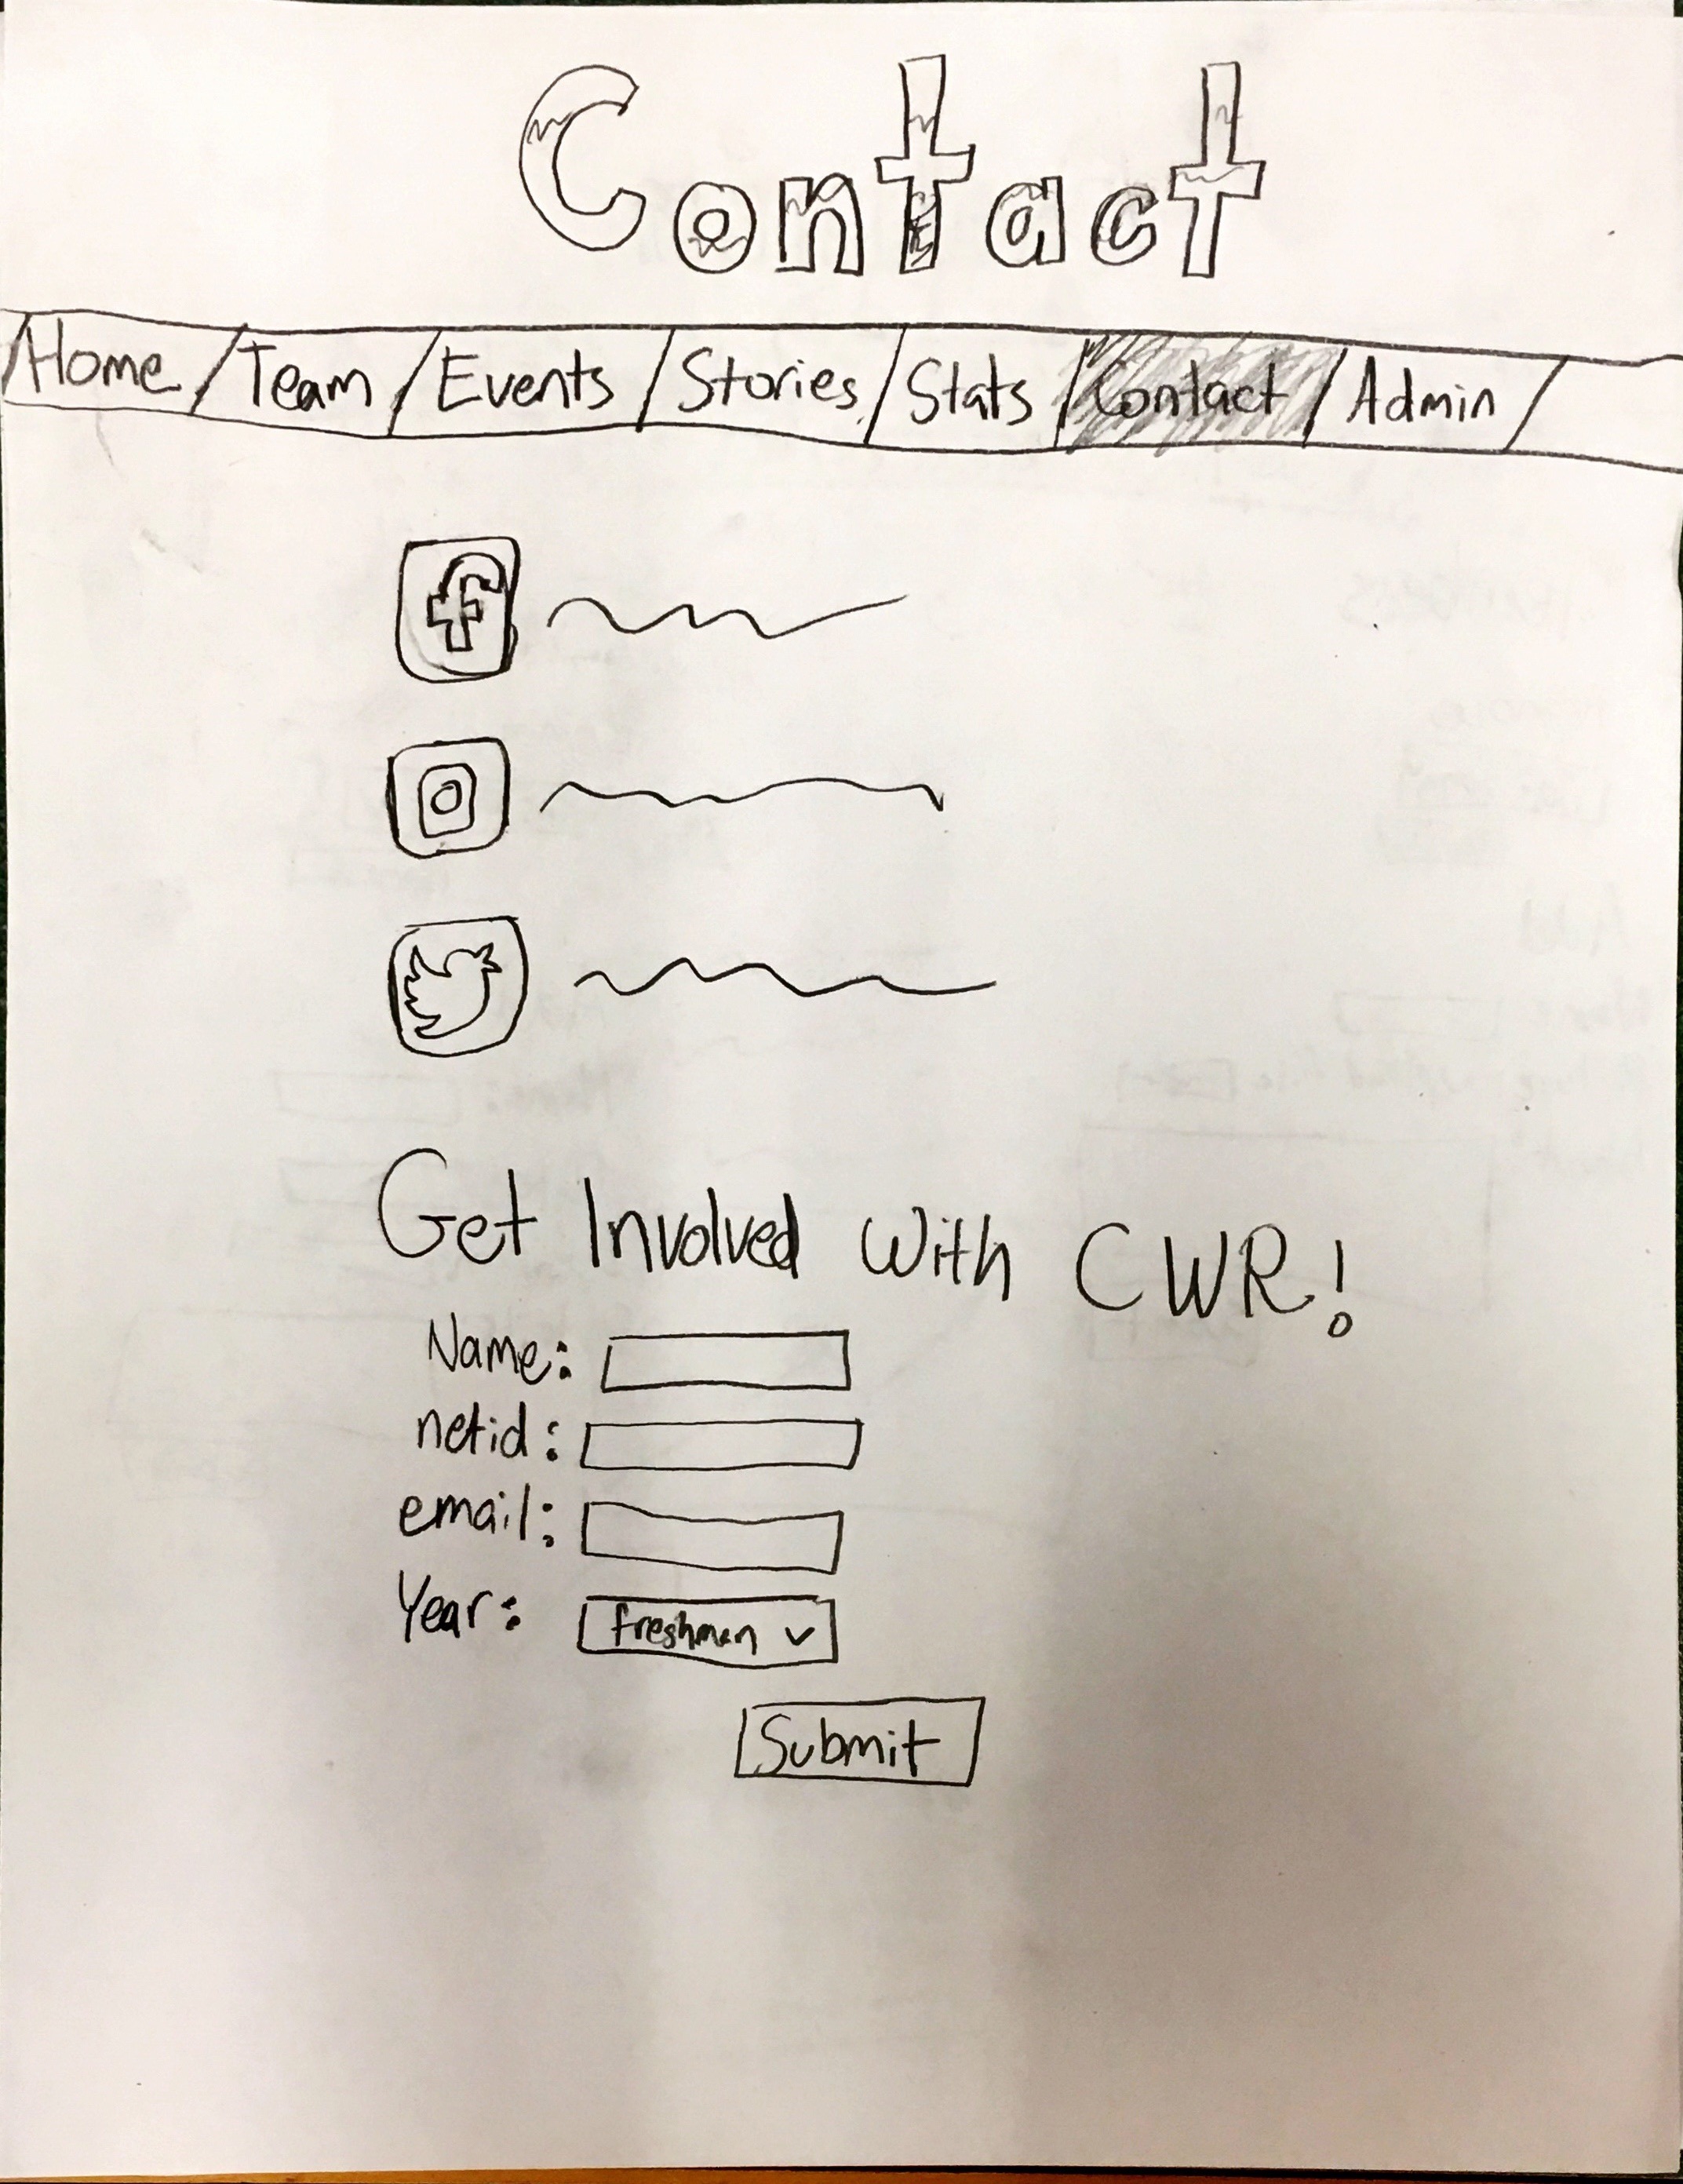 Contact
Home / Team / Events / Stories / Stats / Contact / Admin /
f
Get Involved With CWR!
Name:
netid:
email:
Year: freshman
Submit